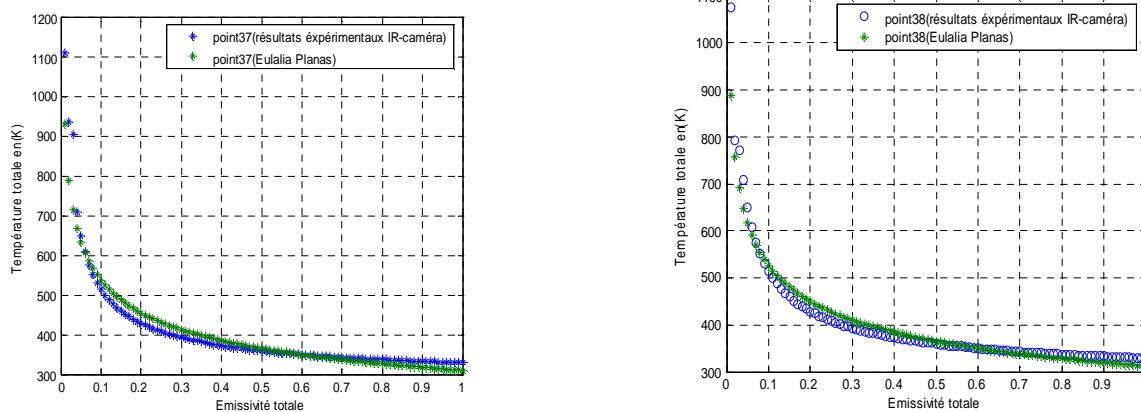 1200
1100
1000
900
800
700
600
500
400
300
0 0.1 0.2 0.3 0.4 0.5 0.6 0.7 0.8 0.9 1
Température totale en(K)
Emissivité totale
point37(résultats éxpérimentaux IR-caméra)
point37(Eulalia Planas)
1000
900
800
700
600
500
400
300
0 0.1 0.2 0.3 0.4 0.5 0.6 0.7 0.8 0.9
Température totale en(K)
Emissivité totale
point38(résultats éxpérimentaux IR-caméra)
point38(Eulalia Planas)